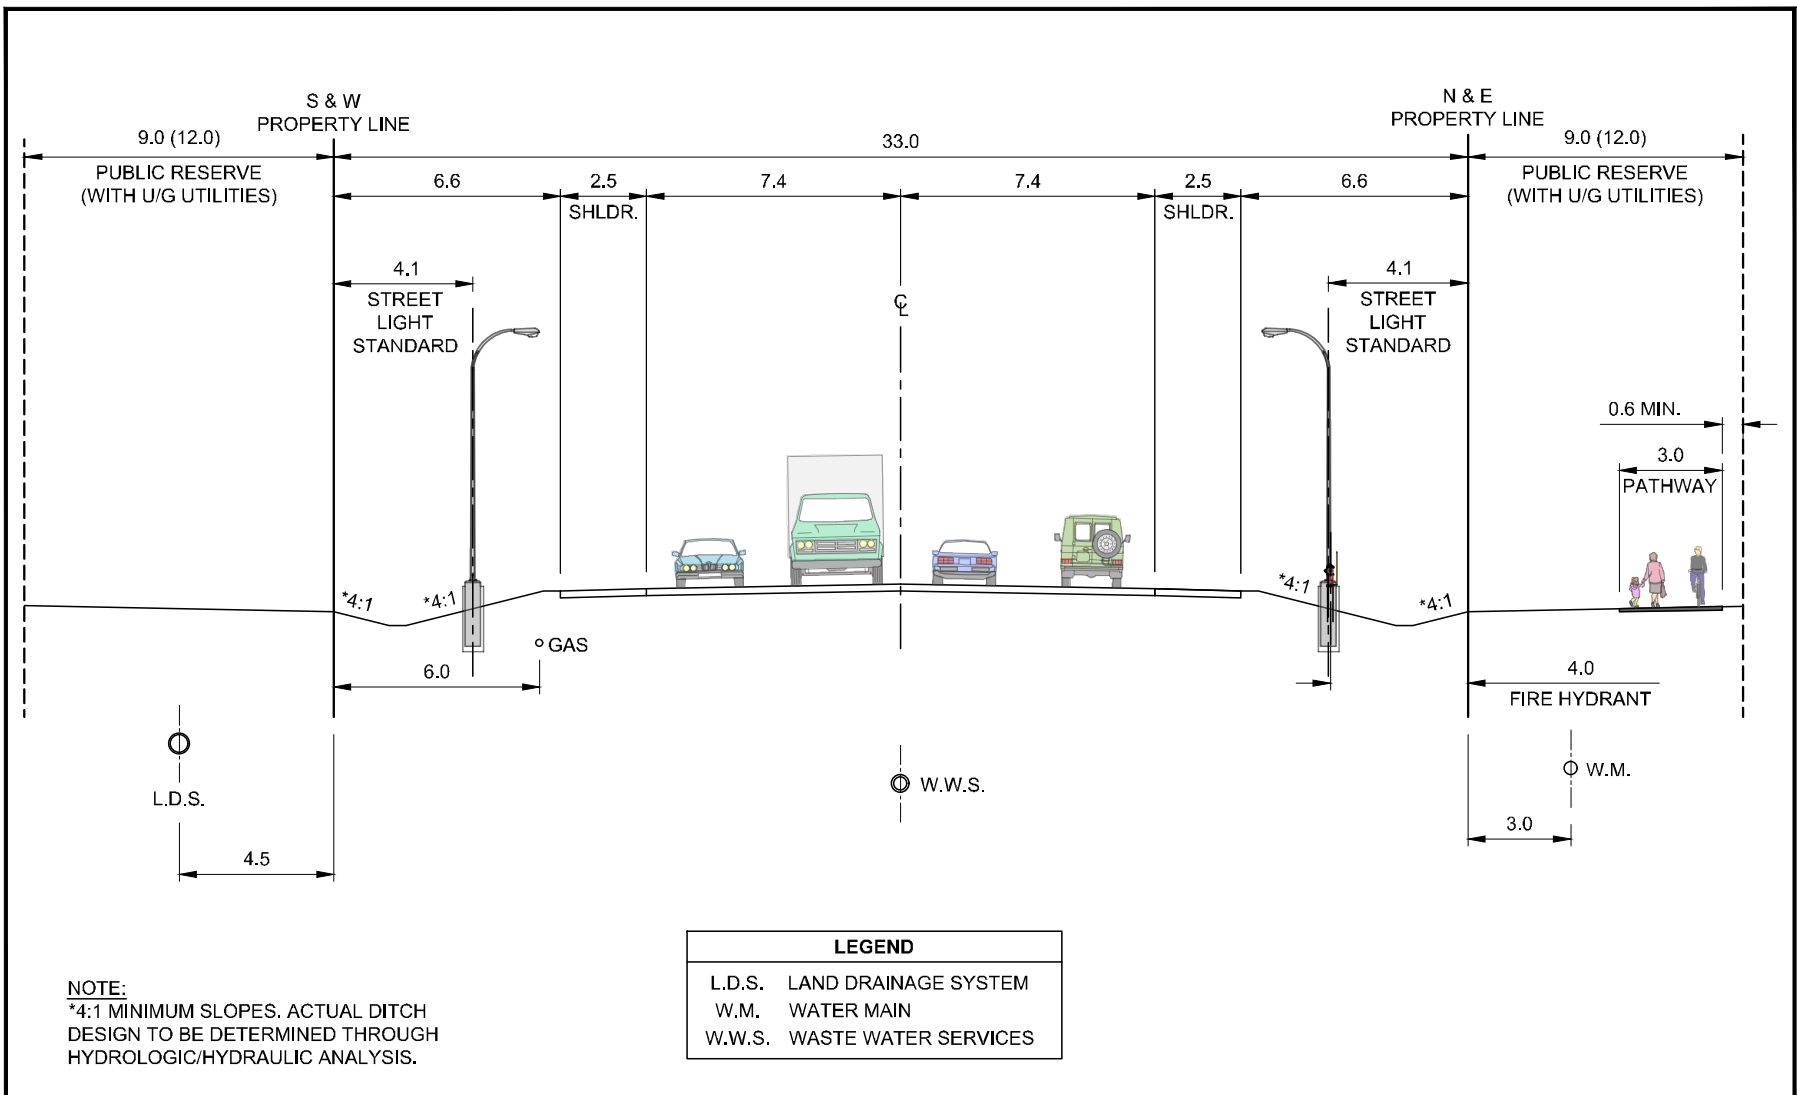 S & W
PROPERTY LINE
N & E
PROPERTY LINE
9.0 (12.0)
33.0
9.0 (12.0)
PUBLIC RESERVE
(WITH U/G UTILITIES)
6.6
2.5
7.4
7.4
2.5
6.6
PUBLIC RESERVE
(WITH U/G UTILITIES)
SHLDR.
SHLDR.
4.1
STREET
LIGHT
STANDARD
CL
4.1
STREET
LIGHT
STANDARD
0.6 MIN.
3.0
PATHWAY
*4:1
*4:1
*4:1
*4:1
GAS
6.0
4.0
FIRE HYDRANT
L.D.S.
W.W.S.
W.M.
4.5
3.0
LEGEND
L.D.S. LAND DRAINAGE SYSTEM
W.M. WATER MAIN
W.W.S. WASTE WATER SERVICES
NOTE:
*4:1 MINIMUM SLOPES. ACTUAL DITCH
DESIGN TO BE DETERMINED THROUGH
HYDROLOGIC/HYDRAULIC ANALYSIS.